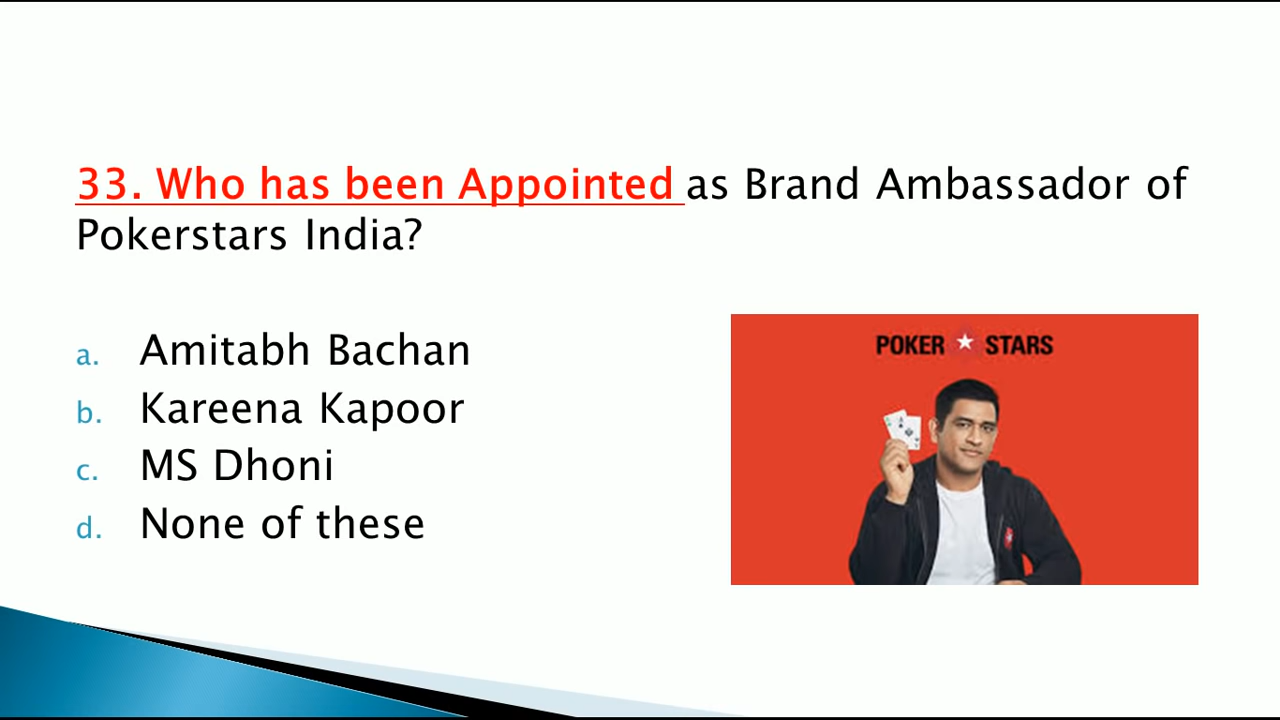 33. Who has been Appointed as Brand Ambassador of
Pokerstars India?
a. Amitabh Bachan
b. Kareena Kapoor
c. MS Dhoni
d. None of these
POKER STARS